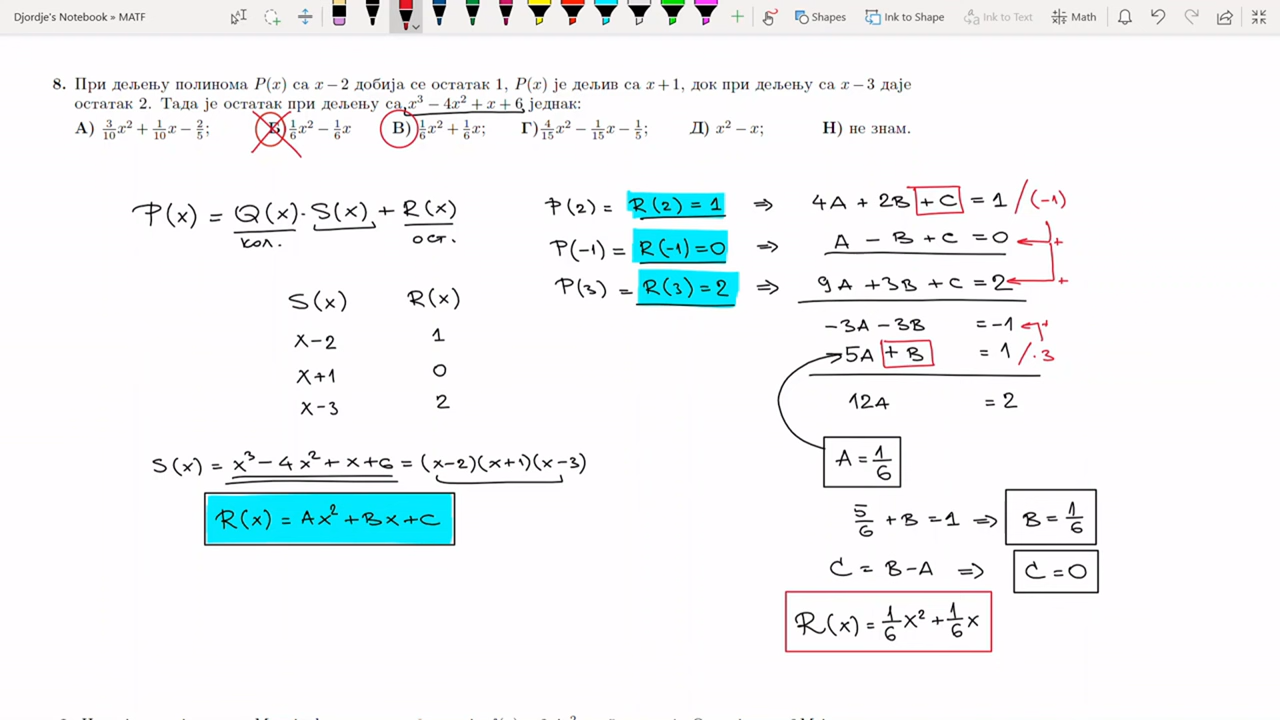 Djordje's Notebook » MATF
Shapes
Ink to Shape
Ink to Text
Math
8. При дељењу полинома P(x) са x − 2 добија се остатак 1, P(x) је дељив са x + 1, док при дељењу са x − 3 даје
остатак 2. Тада је остатак при дељењу са x³ − 4x² + x + 6 једнак:
А) 3/10x² + 1/10x − 2/5; Б) 1/6x² − 1/6x В) 1/6x² + 1/6x; Г) 4/15x² − 1/15x − 1/5; Д) x² − x; Н) не знам.
P(x) = Q(x) · S(x) + R(x)
кол. ост.
S(x) R(x)
x−2 1
x+1 0
x−3 2
S(x) = x³ − 4x² + x + 6 = (x−2)(x+1)(x−3)
R(x) = Ax² + Bx + C
P(2) = R(2) = 1 ⇒ 4A + 2B + C = 1 /(-1)
P(-1) = R(-1) = 0 ⇒ A − B + C = 0 +
P(3) = R(3) = 2 ⇒ 9A + 3B + C = 2 +
−3A − 3B = −1 +
5A + B = 1 /·3
12A = 2
A = 1/6
5/6 + B = 1 ⇒ B = 1/6
C = B − A ⇒ C = 0
R(x) = 1/6 x² + 1/6 x